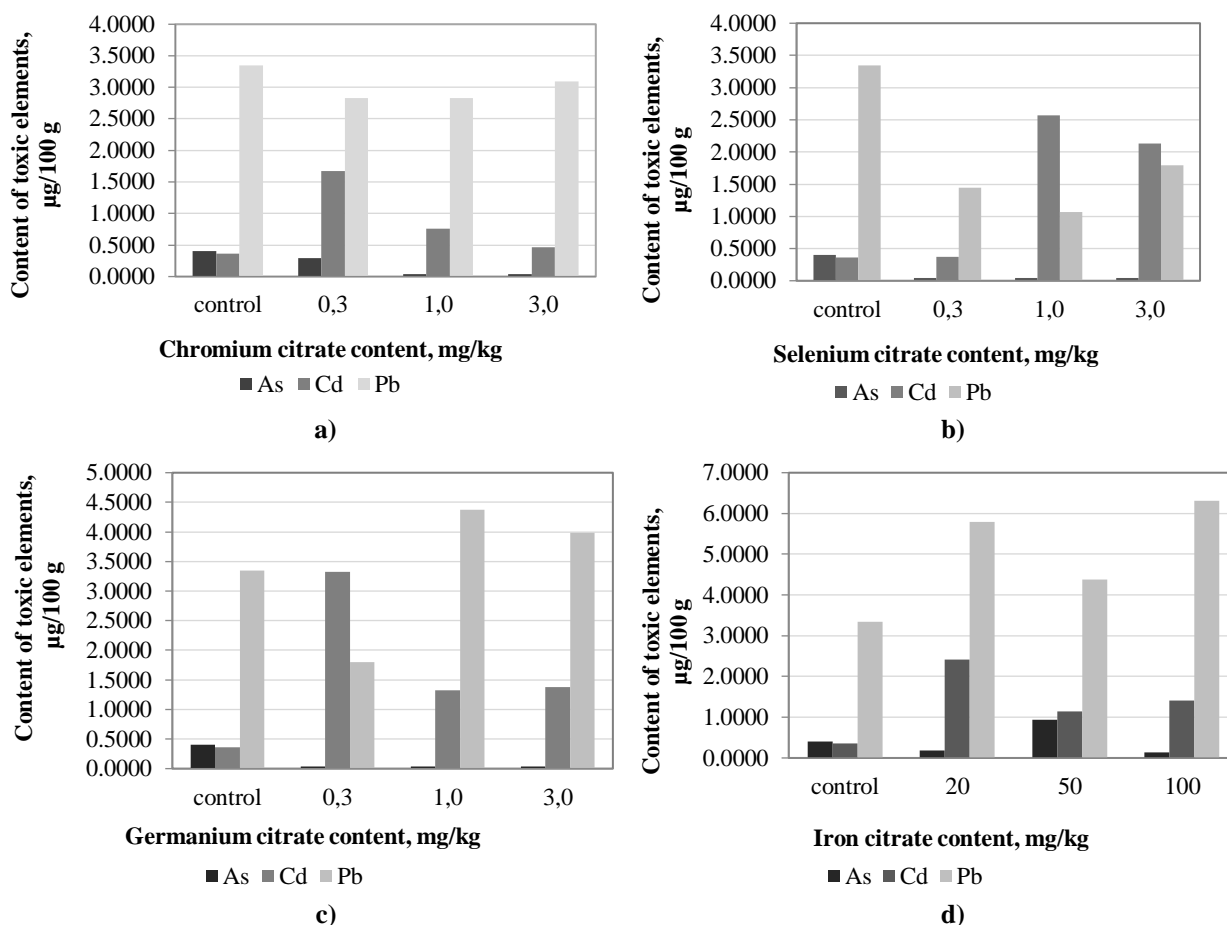 Content of toxic elements,
µg/100 g
4.0000
3.5000
3.0000
2.5000
2.0000
1.5000
1.0000
0.5000
0.0000
control 0,3 1,0 3,0
Chromium citrate content, mg/kg
As Cd Pb
a)
Content of toxic elements,
µg/100 g
4.0000
3.5000
3.0000
2.5000
2.0000
1.5000
1.0000
0.5000
0.0000
control 0,3 1,0 3,0
Selenium citrate content, mg/kg
As Cd Pb
b)
Content of toxic elements,
µg/100 g
5.0000
4.5000
4.0000
3.5000
3.0000
2.5000
2.0000
1.5000
1.0000
0.5000
0.0000
control 0,3 1,0 3,0
Germanium citrate content, mg/kg
As Cd Pb
c)
Content of toxic elements,
µg/100 g
7.0000
6.0000
5.0000
4.0000
3.0000
2.0000
1.0000
0.0000
control 20 50 100
Iron citrate content, mg/kg
As Cd Pb
d)